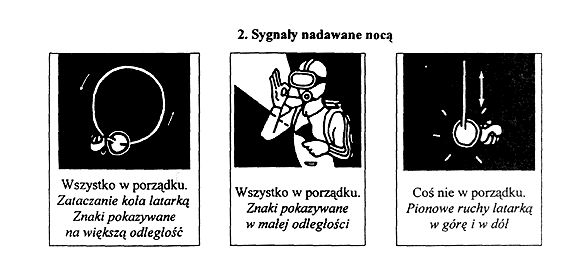 2. Sygnały nadawane nocą
Wszystko w porządku.
Zataczanie koła latarką
Znaki pokazywane
na większą odległość
Wszystko w porządku.
Znaki pokazywane
w małej odległości
Coś nie w porządku.
Pionowe ruchy latarką
w górę i w dół